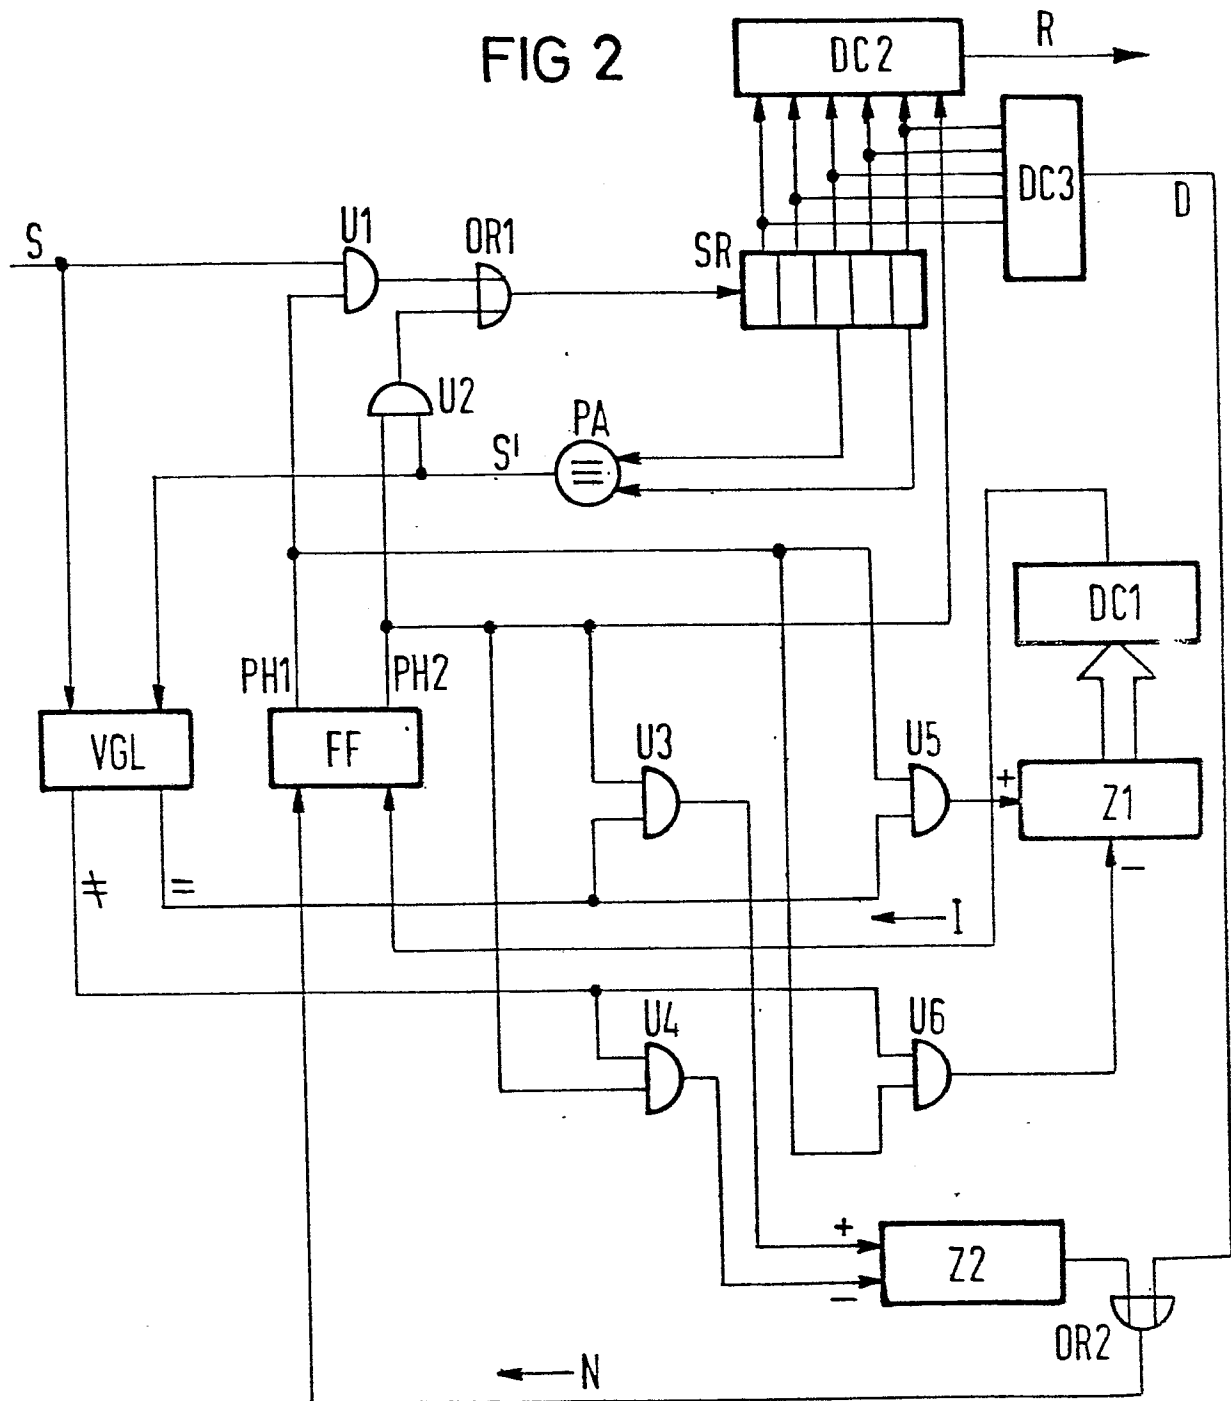 FIG 2
DC2
R
DC3
D
S
U1
OR1
SR
U2
PA
S'
≡
DC1
PH1
PH2
VGL
FF
U3
U5
+
Z1
−
≠
=
I
U4
U6
+
Z2
−
OR2
N